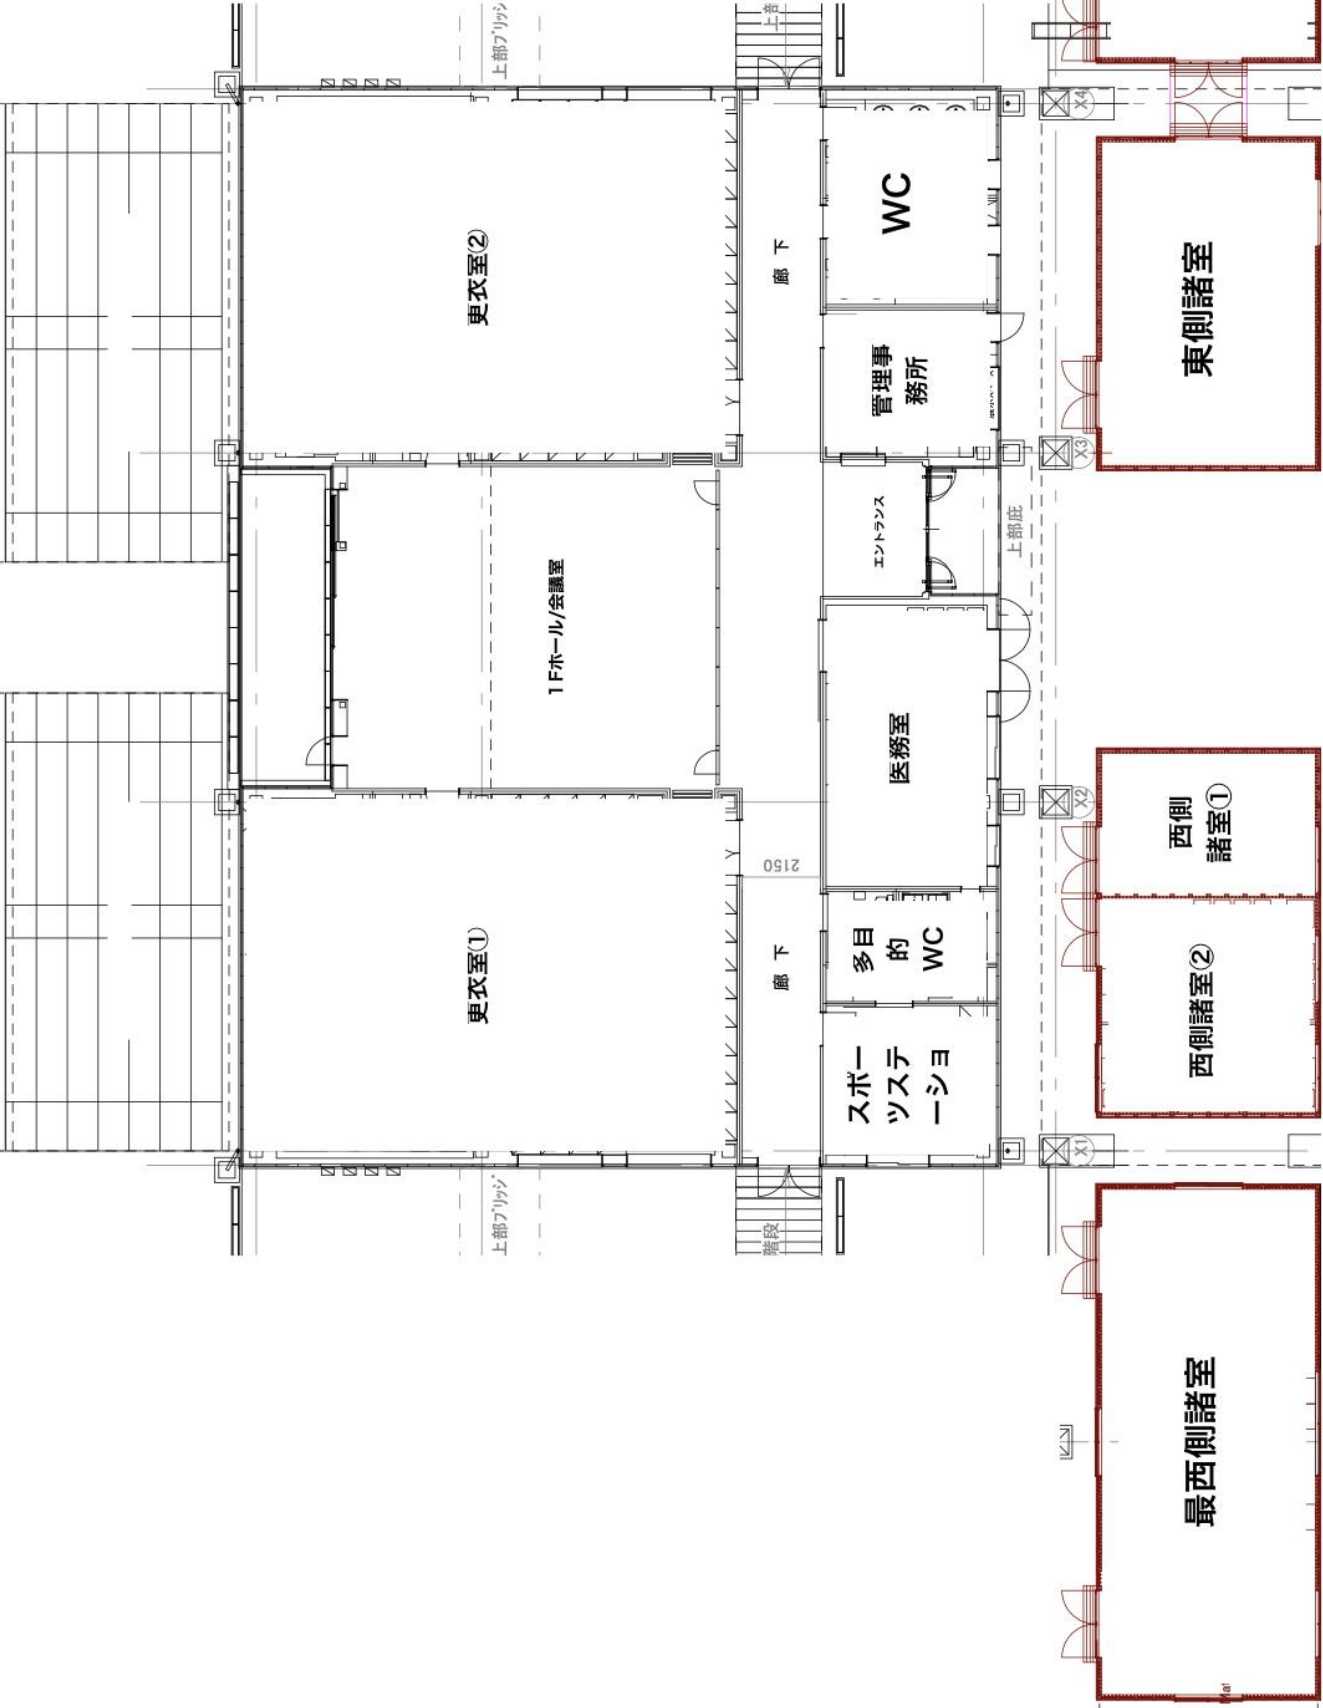 上部ブリッジ
上部
更衣室②
廊下
WC
管理事
務所
X4
東側諸室
X3
1Fホール/会議室
エントランス
上部庇
医務室
X2
西側
諸室①
2150
更衣室①
廊下
多目
的
WC
西側諸室②
スポー
ツステ
ーショ
X1
上部ブリッジ
階段
最西側諸室
Mat